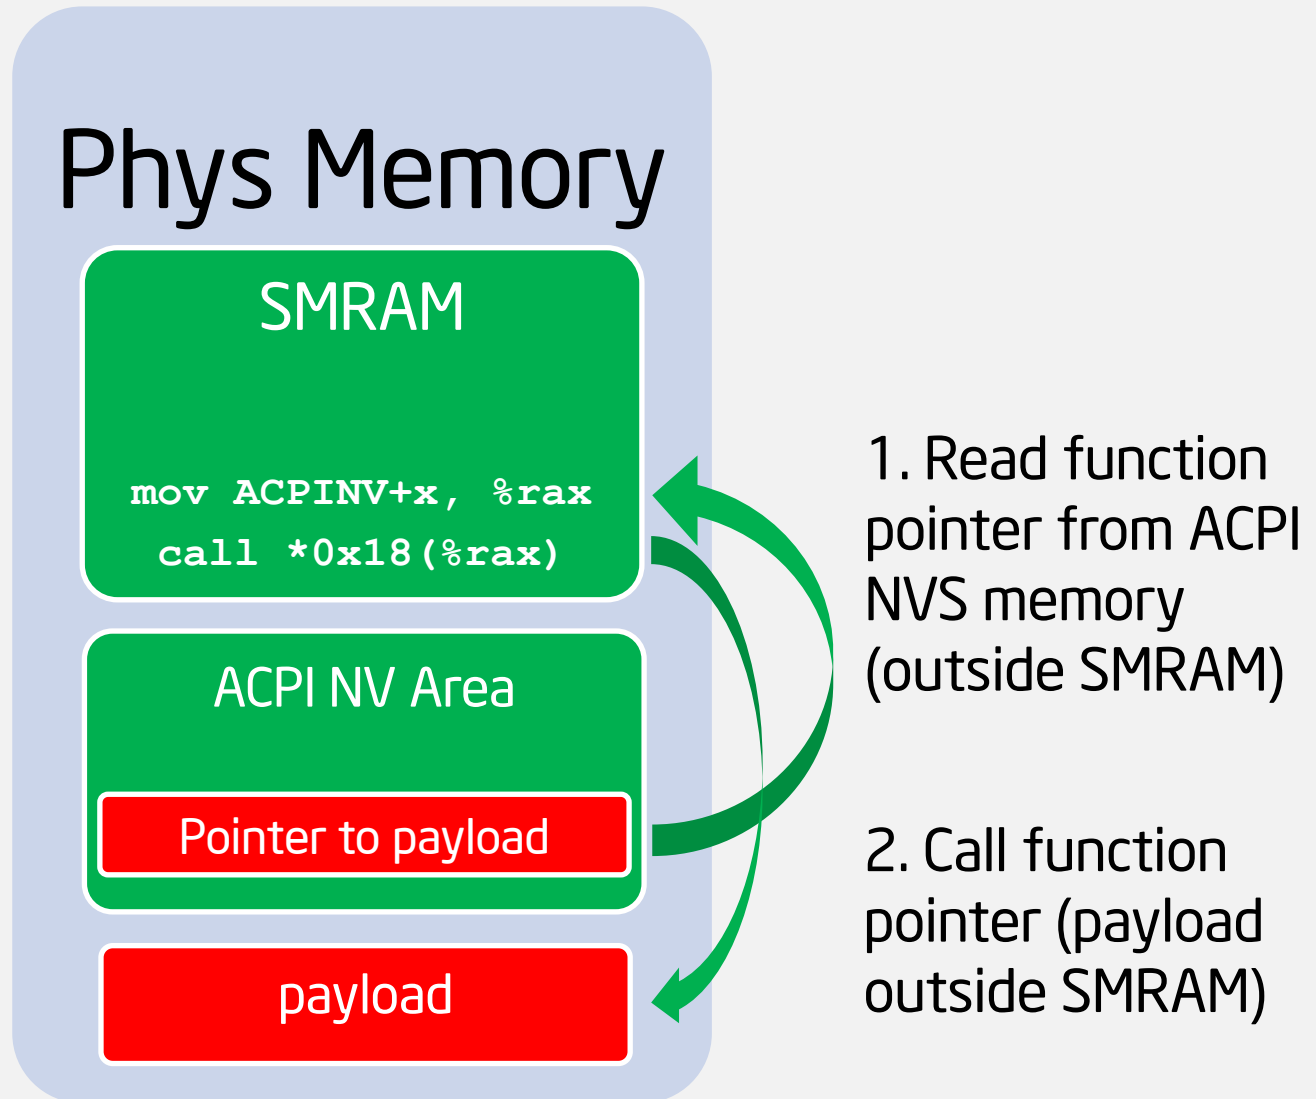 Phys Memory
SMRAM
mov ACPINV+x, %rax
call *0x18(%rax)
ACPI NV Area
Pointer to payload
payload
1. Read function
pointer from ACPI
NVS memory
(outside SMRAM)
2. Call function
pointer (payload
outside SMRAM)